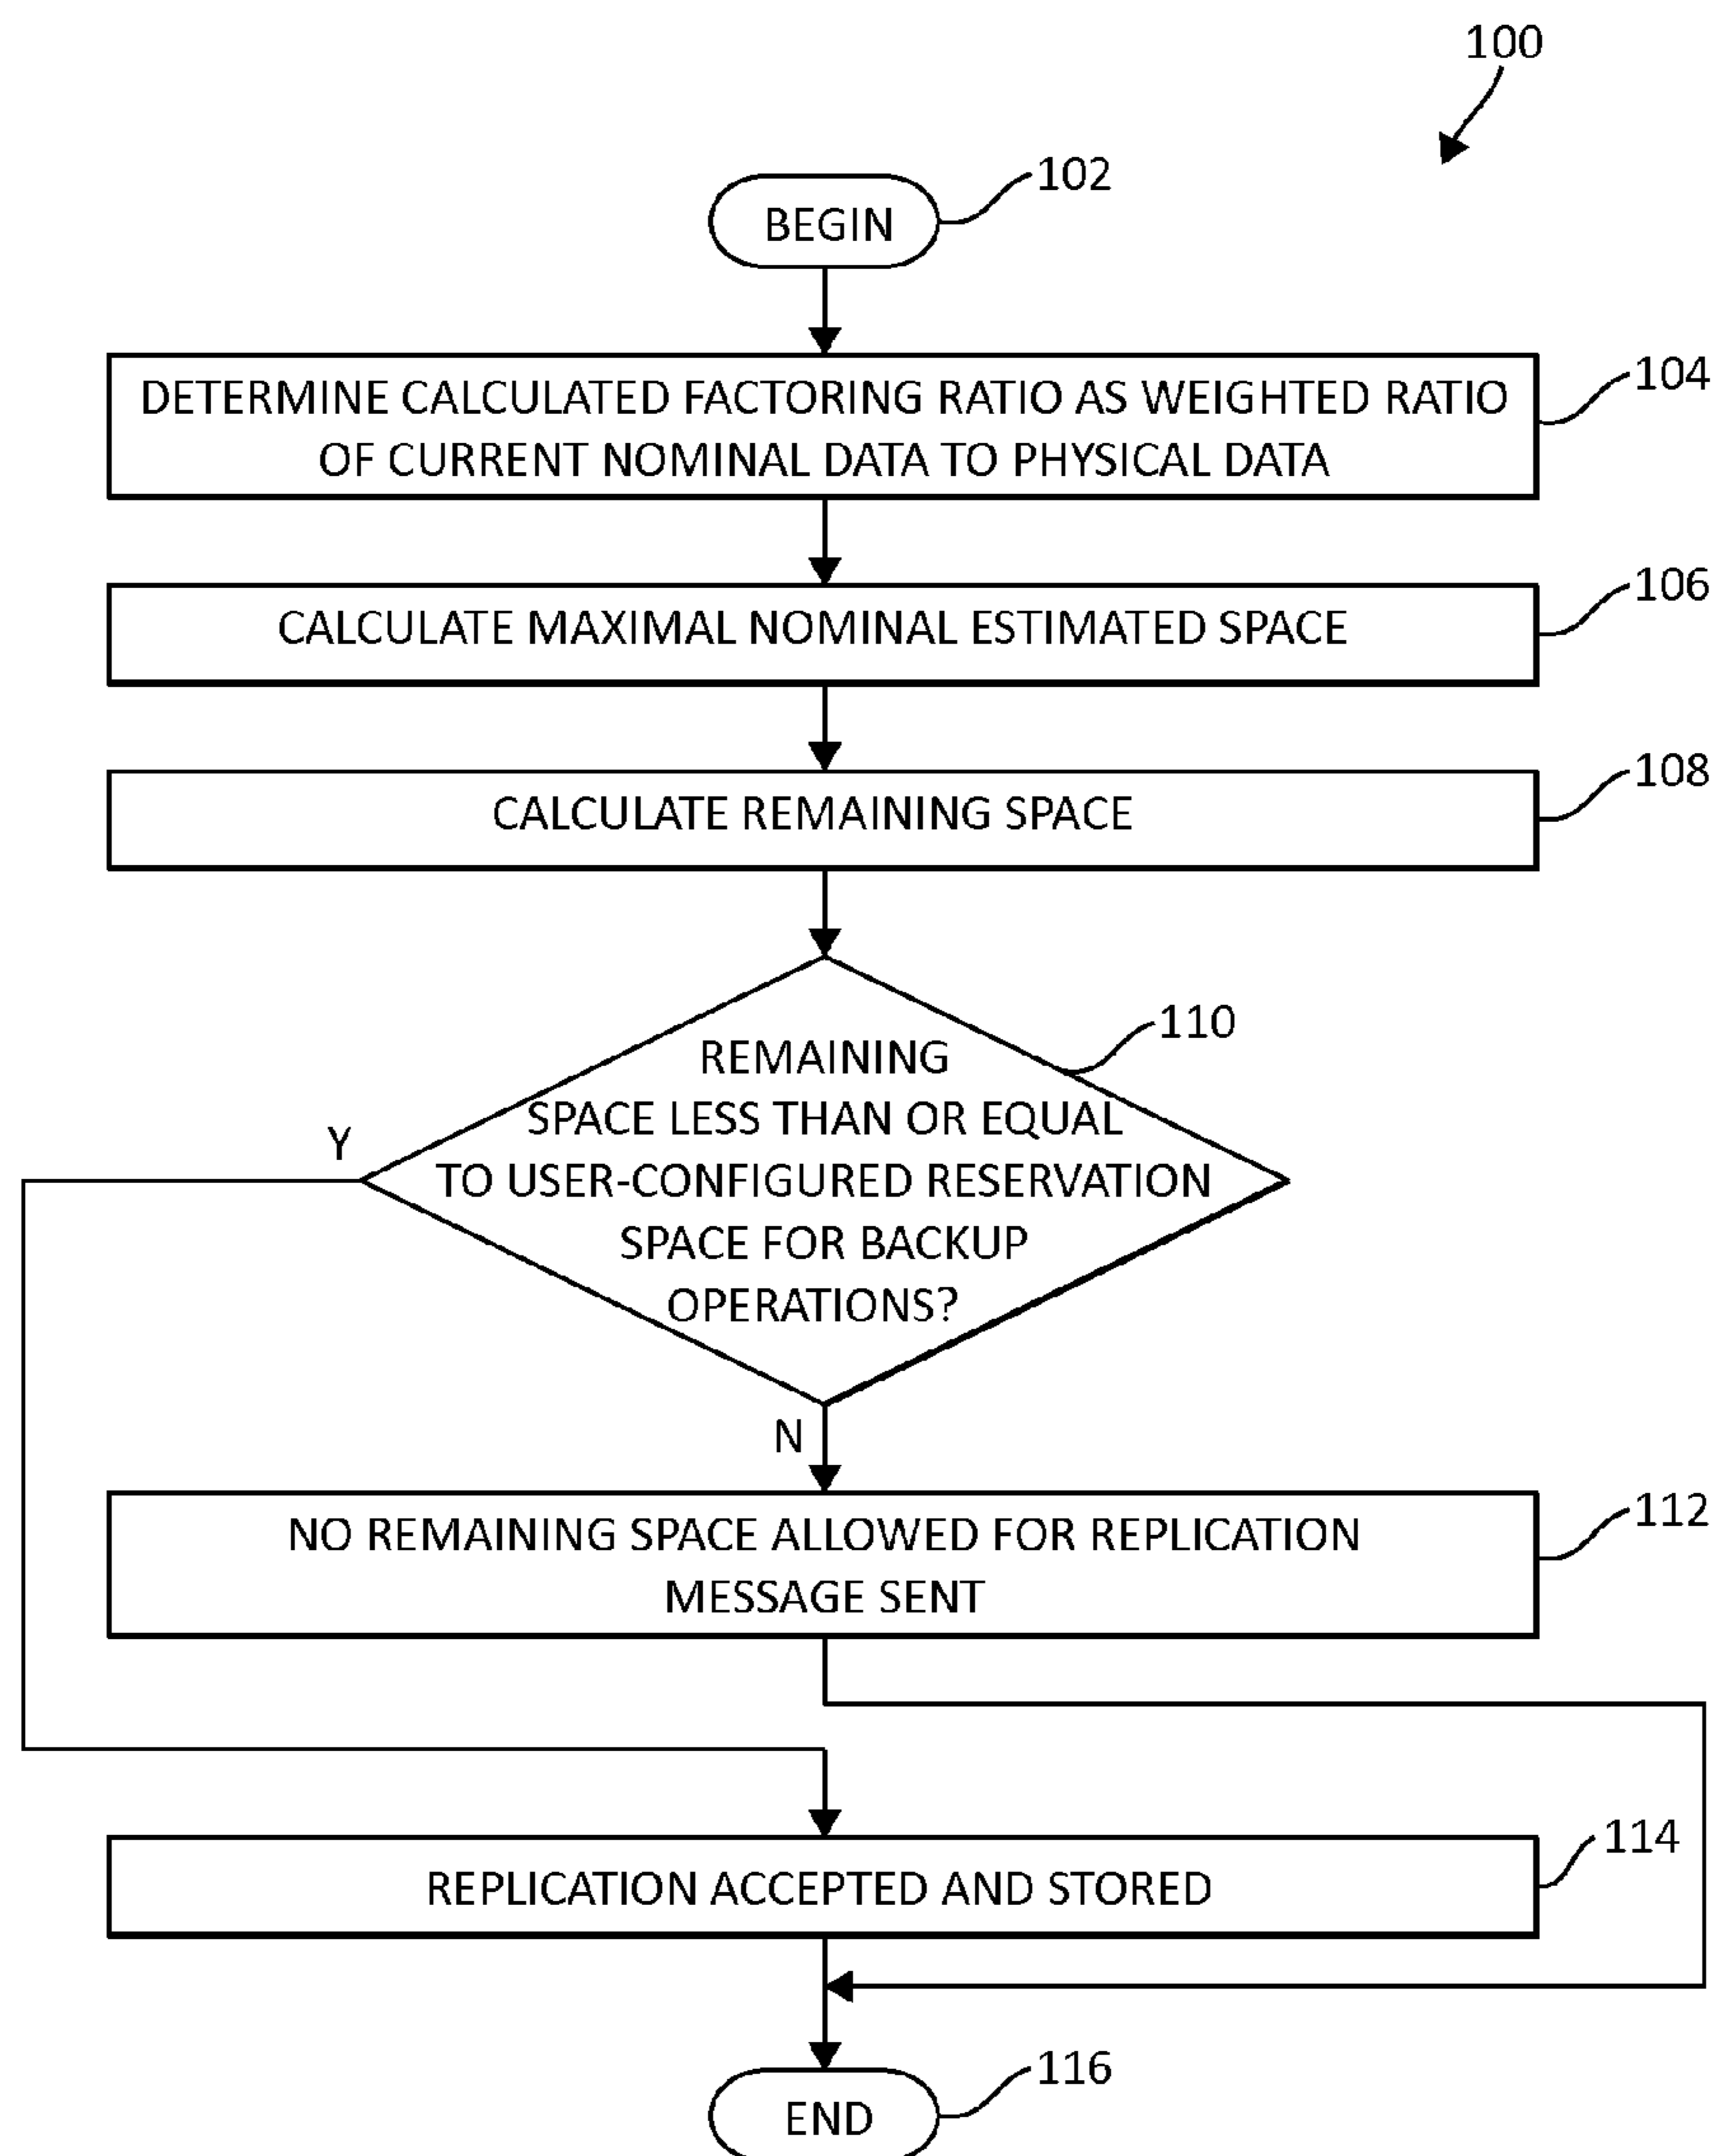 100
102
BEGIN
DETERMINE CALCULATED FACTORING RATIO AS WEIGHTED RATIO
OF CURRENT NOMINAL DATA TO PHYSICAL DATA
104
CALCULATE MAXIMAL NOMINAL ESTIMATED SPACE
106
CALCULATE REMAINING SPACE
108
110
REMAINING
SPACE LESS THAN OR EQUAL
TO USER-CONFIGURED RESERVATION
SPACE FOR BACKUP
OPERATIONS?
Y
N
NO REMAINING SPACE ALLOWED FOR REPLICATION
MESSAGE SENT
112
114
REPLICATION ACCEPTED AND STORED
116
END